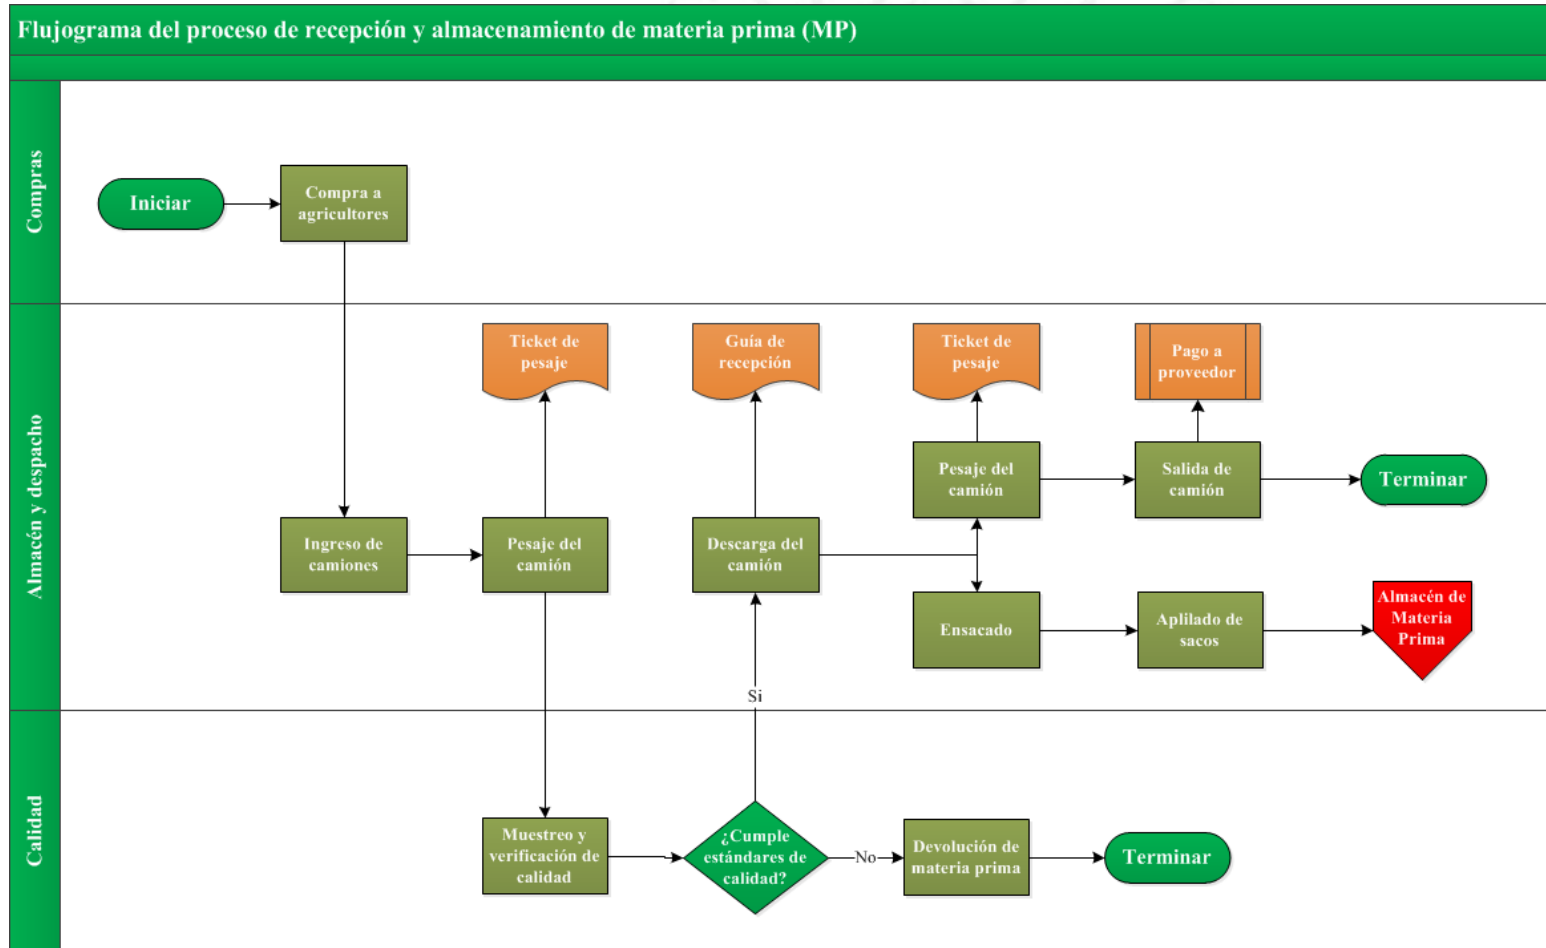 Flujograma del proceso de recepción y almacenamiento de materia prima (MP)
Compras
Iniciar
Compra a
agricultores
Almacén y despacho
Ticket de
pesaje
Guía de
recepción
Ticket de
pesaje
Pago a
proveedor
Pesaje del
camión
Salida de
camión
Terminar
Ingreso de
camiones
Pesaje del
camión
Descarga del
camión
Ensacado
Aplilado de
sacos
Almacén de
Materia
Prima
Si
Calidad
Muestreo y
verificación de
calidad
¿Cumple
estándares de
calidad?
No
Devolución de
materia prima
Terminar